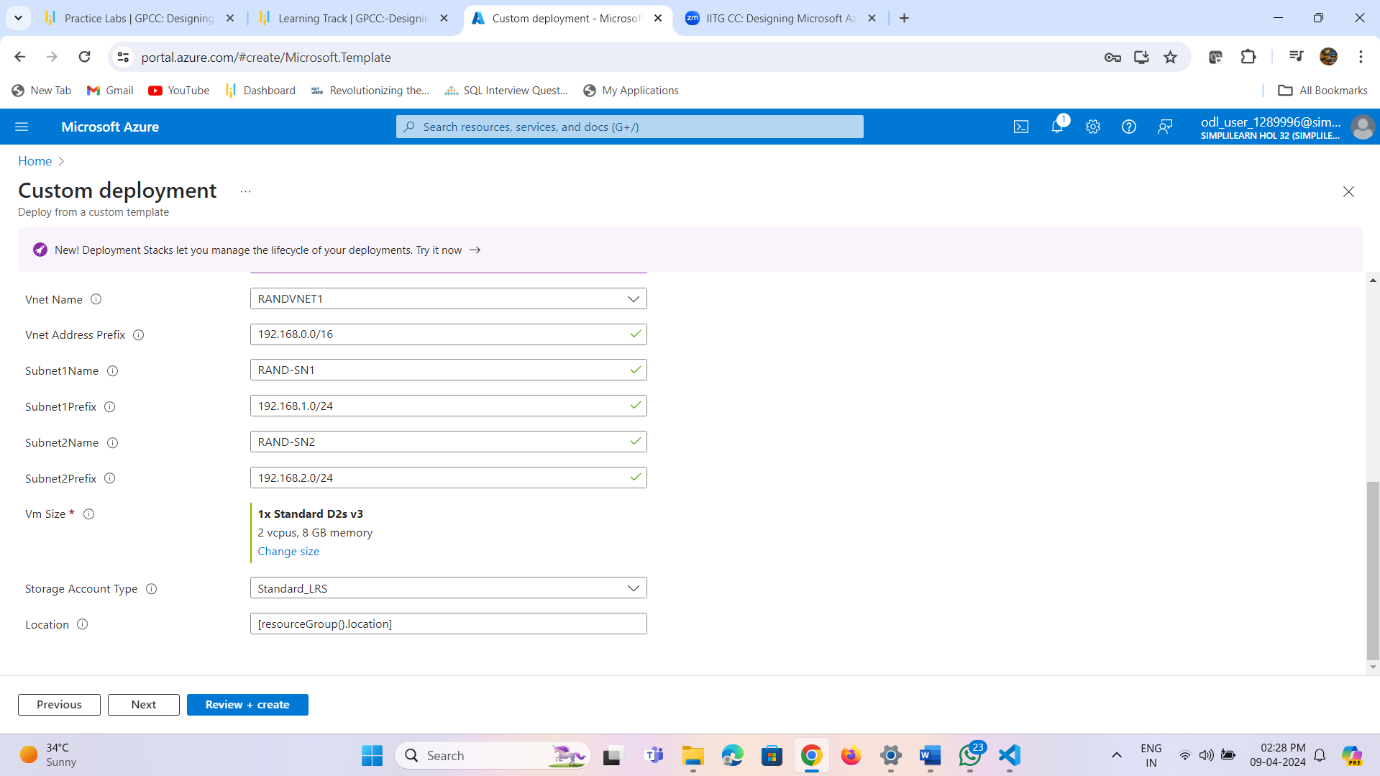 Practice Labs | GPCC: Designing
Learning Track | GPCC:-Designin
Custom deployment - Microsof
zm
IITG CC: Designing Microsoft Az
portal.azure.com/#create/Microsoft.Template
New Tab
Gmail
YouTube
Dashboard
Revolutionizing the...
SQL Interview Quest...
My Applications
All Bookmarks
Microsoft Azure
Search resources, services, and docs (G+/)
1
odl_user_1289996@sim...
SIMPLILEARN HOL 32 (SIMPLILE...
Home
Custom deployment ...
Deploy from a custom template
New! Deployment Stacks let you manage the lifecycle of your deployments. Try it now →
Vnet Name
RANDVNET1
Vnet Address Prefix
192.168.0.0/16
Subnet1Name
RAND-SN1
Subnet1Prefix
192.168.1.0/24
Subnet2Name
RAND-SN2
Subnet2Prefix
192.168.2.0/24
Vm Size *
1x Standard D2s v3
2 vcpus, 8 GB memory
Change size
Storage Account Type
Standard_LRS
Location
[resourceGroup().location]
Previous
Next
Review + create
34°C
Sunny
Search
23
ENG
IN
02:28 PM
09-04-2024
PRE